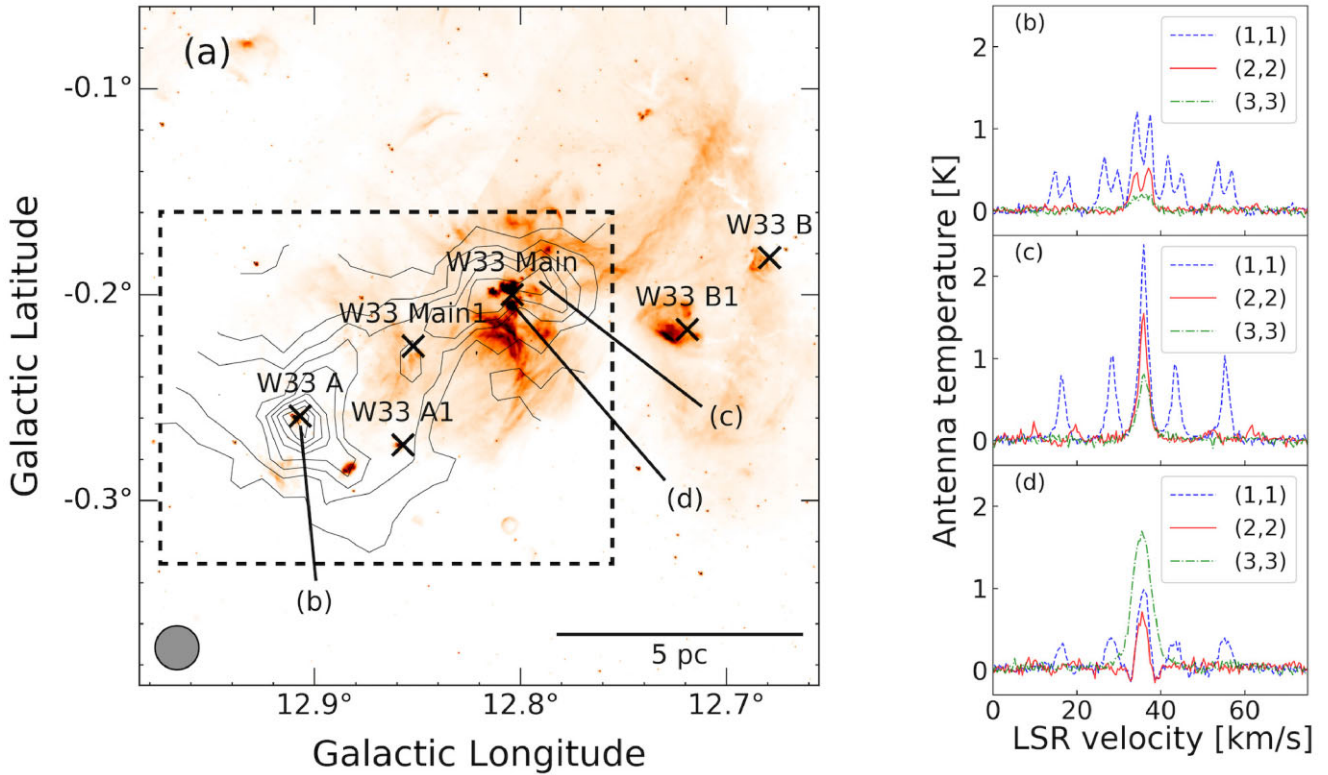 (a)
-0.1°
-0.2°
-0.3°
Galactic Latitude
W33 B
W33 Main
W33 B1
W33 Main1
W33 A
W33 A1
(c)
(d)
(b)
5 pc
12.9°
12.8°
12.7°
Galactic Longitude
Antenna temperature [K]
(b)
(1,1)
(2,2)
(3,3)
2
1
0
(c)
(1,1)
(2,2)
(3,3)
2
1
0
(d)
(1,1)
(2,2)
(3,3)
2
1
0
0 20 40 60
LSR velocity [km/s]